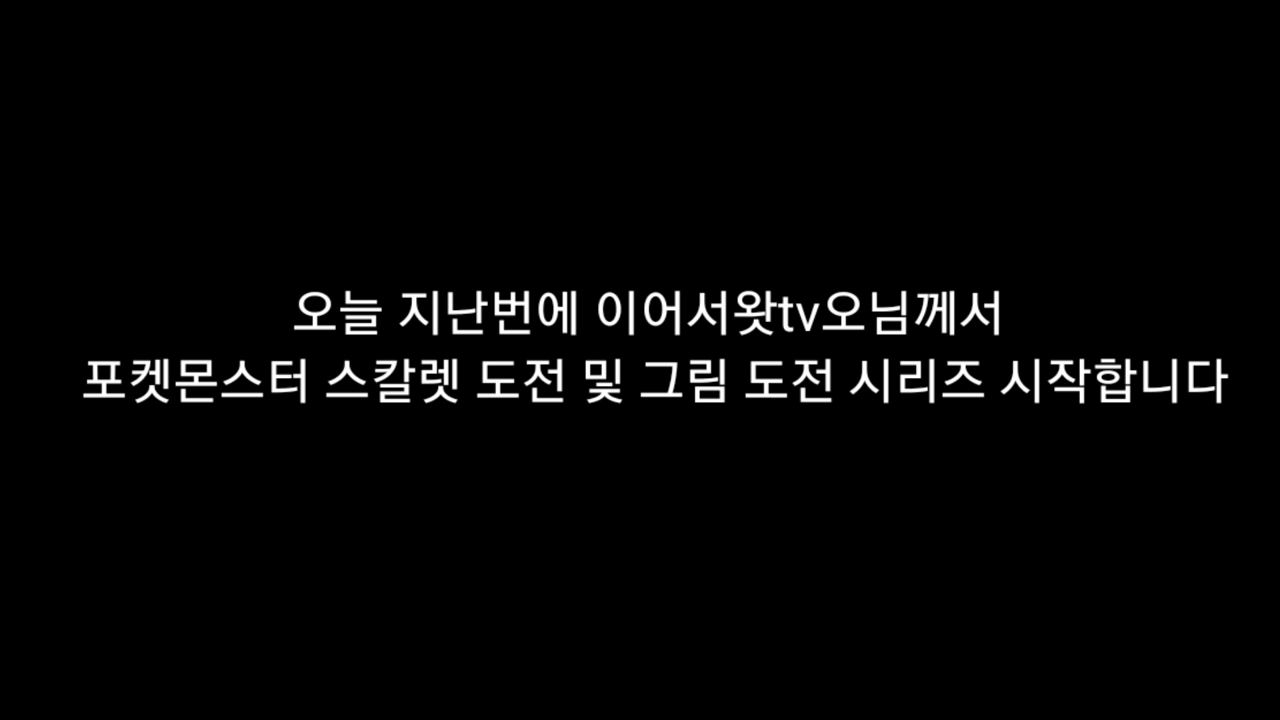 오늘 지난번에 이어서왓tv오님께서
포켓몬스터 스칼렛 도전 및 그림 도전 시리즈 시작합니다